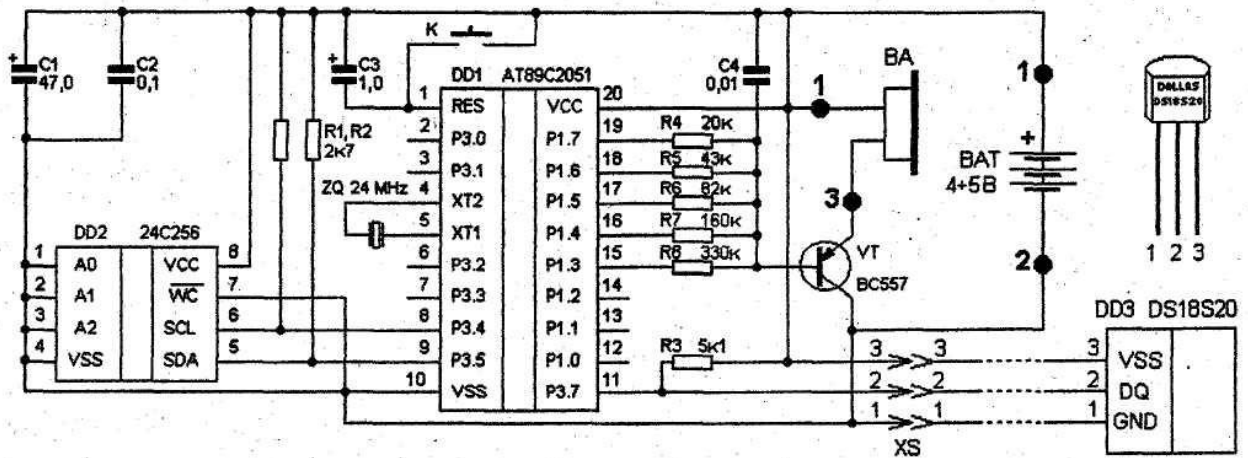 C1
47,0
C2
0,1
C3
1,0
K
DD1 AT89C2051
C4
0,01
1
BA
1
DALLAS
DS18S20
BAT
4÷5В
2
1 2 3
R1,R2
2к7
ZQ 24 MHz
1 RES VCC 20
2 P3.0 P1.7 19
3 P3.1 P1.6 18
4 XT2 P1.5 17
5 XT1 P1.4 16
6 P3.2 P1.3 15
7 P3.3 P1.2 14
8 P3.4 P1.1 13
9 P3.5 P1.0 12
10 VSS P3.7 11
R4 20к
R5 43к
R6 82к
R7 160к
R8 330к
R3 5к1
3
VT
BC557
DD2 24C256
1 A0 VCC 8
2 A1 WC 7
3 A2 SCL 6
4 VSS SDA 5
DD3 DS18S20
3 3 3 VSS
2 2 2 DQ
1 1 1 GND
XS